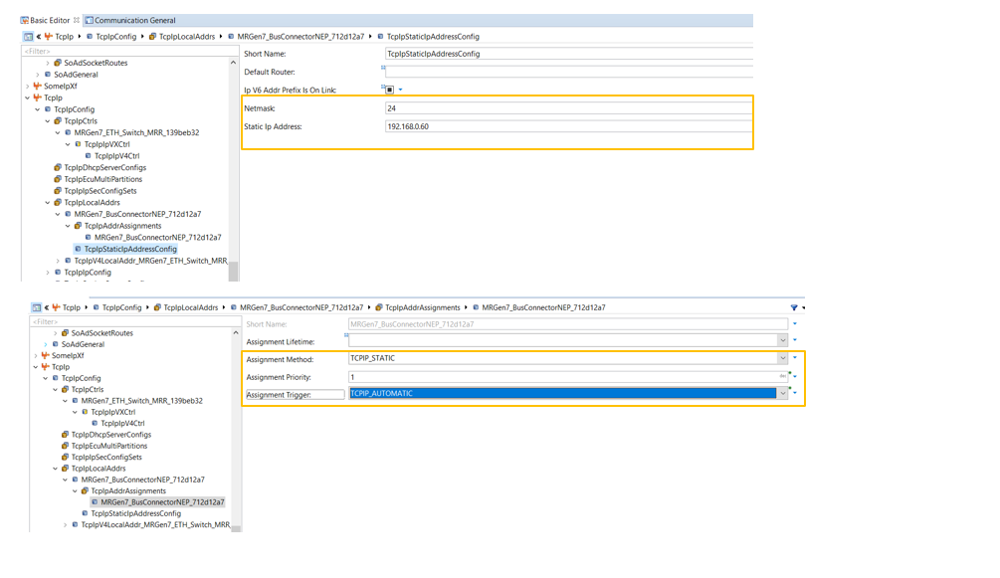 Basic Editor Communication General
TcpIp TcpIpConfig TcpIpLocalAddrs MRGen7_BusConnectorNEP_712d12a7 TcpIpStaticIpAddressConfig
<Filter>
SoAdSocketRoutes
SoAdGeneral
SomeIpXf
TcpIp
TcpIpConfig
TcpIpCtrls
MRGen7_ETH_Switch_MRR_139beb32
TcpIpIpVXCtrl
TcpIpIpV4Ctrl
TcpIpDhcpServerConfigs
TcpIpEcuMultiPartitions
TcpIpIpSecConfigSets
TcpIpLocalAddrs
MRGen7_BusConnectorNEP_712d12a7
TcpIpAddrAssignments
MRGen7_BusConnectorNEP_712d12a7
TcpIpStaticIpAddressConfig
TcpIpV4LocalAddr_MRGen7_ETH_Switch_MRR_
TcpIpIpConfig
Short Name: TcpIpStaticIpAddressConfig
Default Router:
Ip V6 Addr Prefix Is On Link:
Netmask: 24
Static Ip Address: 192.168.0.60
TcpIp TcpIpConfig TcpIpLocalAddrs MRGen7_BusConnectorNEP_712d12a7 TcpIpAddrAssignments MRGen7_BusConnectorNEP_712d12a7
<Filter>
SoAdSocketRoutes
SoAdGeneral
SomeIpXf
TcpIp
TcpIpConfig
TcpIpCtrls
MRGen7_ETH_Switch_MRR_139beb32
TcpIpIpVXCtrl
TcpIpIpV4Ctrl
TcpIpDhcpServerConfigs
TcpIpEcuMultiPartitions
TcpIpIpSecConfigSets
TcpIpLocalAddrs
MRGen7_BusConnectorNEP_712d12a7
TcpIpAddrAssignments
MRGen7_BusConnectorNEP_712d12a7
TcpIpStaticIpAddressConfig
TcpIpV4LocalAddr_MRGen7_ETH_Switch_MRR_
Short Name: MRGen7_BusConnectorNEP_712d12a7
Assignment Lifetime:
Assignment Method: TCPIP_STATIC
Assignment Priority: 1
Assignment Trigger: TCPIP_AUTOMATIC